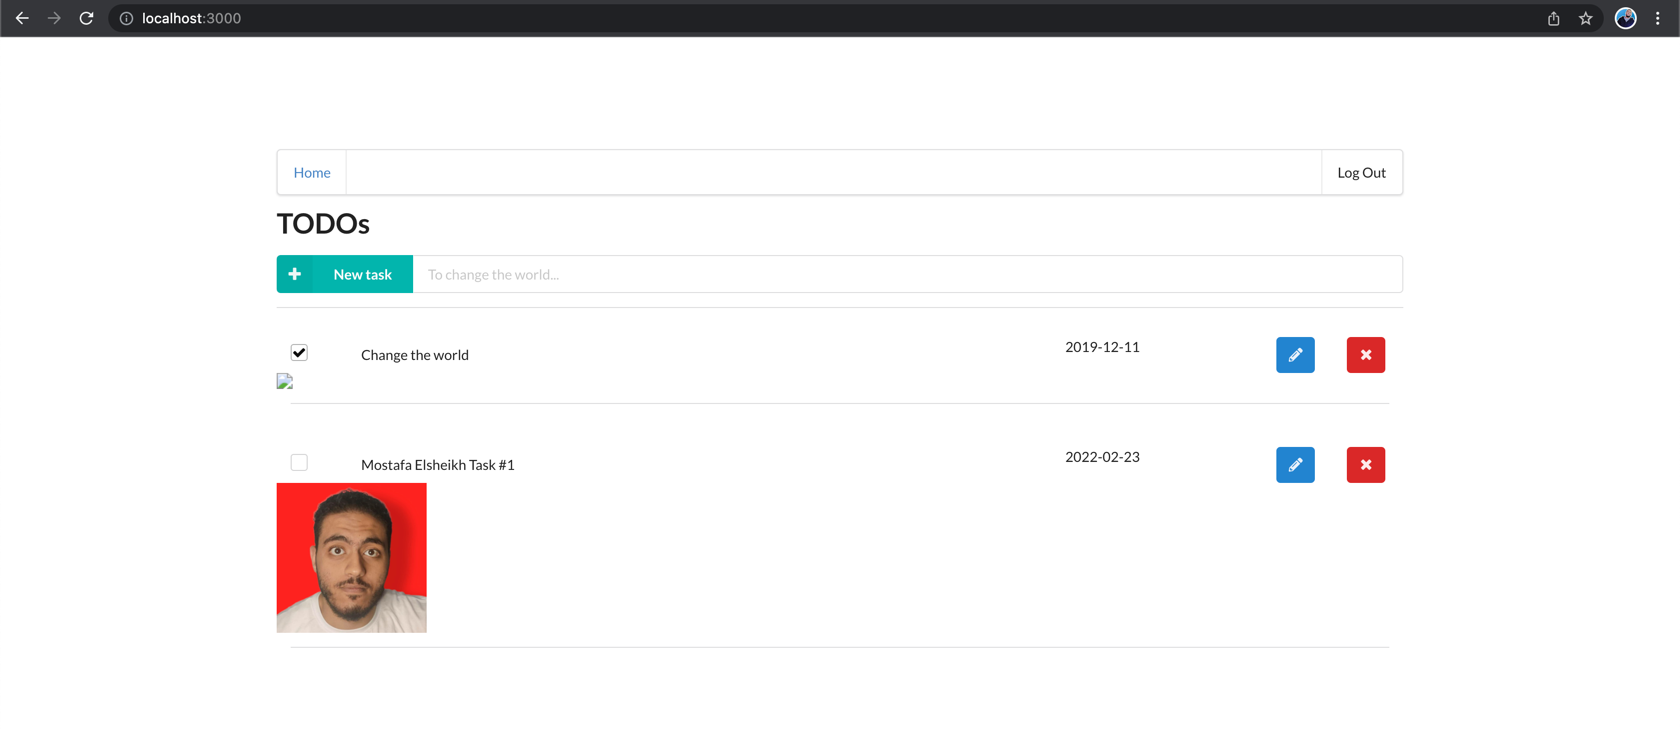 localhost:3000
Home
Log Out
TODOs
New task
To change the world...
Change the world
2019-12-11
Mostafa Elsheikh Task #1
2022-02-23